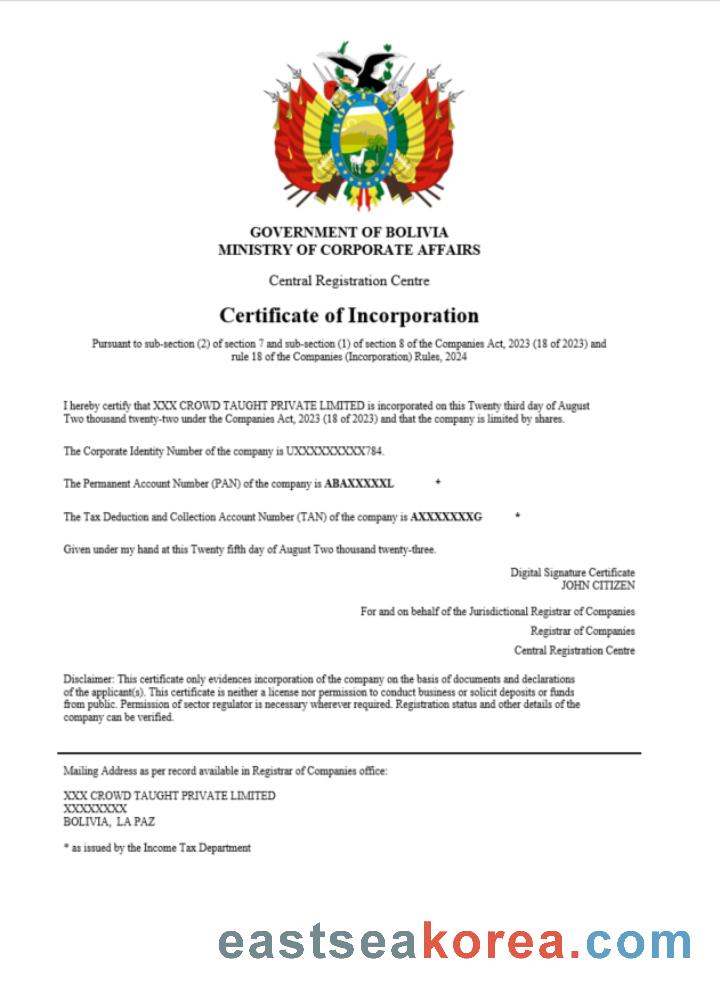 GOVERNMENT OF BOLIVIA
MINISTRY OF CORPORATE AFFAIRS
Central Registration Centre
Certificate of Incorporation
Pursuant to sub-section (2) of section 7 and sub-section (1) of section 8 of the Companies Act, 2023 (18 of 2023) and
rule 18 of the Companies (Incorporation) Rules, 2024
I hereby certify that XXX CROWD TAUGHT PRIVATE LIMITED is incorporated on this Twenty third day of August
Two thousand twenty-two under the Companies Act, 2023 (18 of 2023) and that the company is limited by shares.
The Corporate Identity Number of the company is UXXXXXXXXXX784.
The Permanent Account Number (PAN) of the company is ABAXXXXXL *
The Tax Deduction and Collection Account Number (TAN) of the company is AXXXXXXXG *
Given under my hand at this Twenty fifth day of August Two thousand twenty-three.
Digital Signature Certificate
JOHN CITIZEN
For and on behalf of the Jurisdictional Registrar of Companies
Registrar of Companies
Central Registration Centre
Disclaimer: This certificate only evidences incorporation of the company on the basis of documents and declarations
of the applicant(s). This certificate is neither a license nor permission to conduct business or solicit deposits or funds
from public. Permission of sector regulator is necessary wherever required. Registration status and other details of the
company can be verified.
Mailing Address as per record available in Registrar of Companies office:
XXX CROWD TAUGHT PRIVATE LIMITED
XXXXXXXX
BOLIVIA, LA PAZ
* as issued by the Income Tax Department
eastseakorea.com